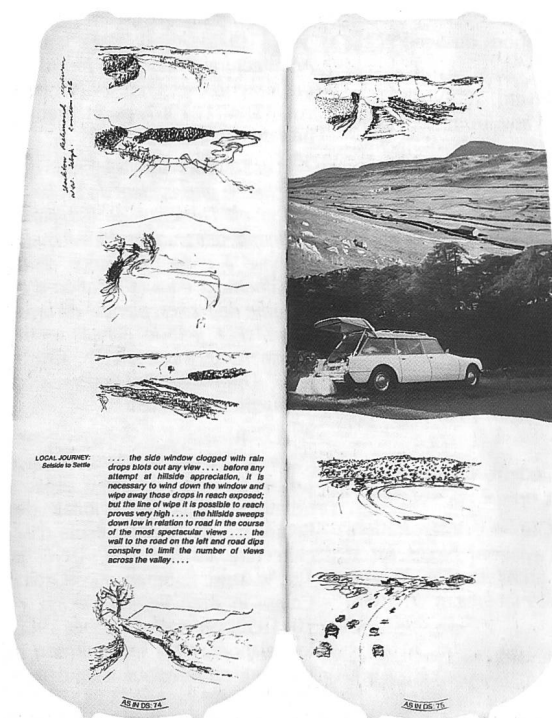 LOCAL JOURNEY:
Selside to Settle
.... the side window clogged with rain
drops blots out any view .... before any
attempt at hillside appreciation, it is
necessary to wind down the window and
wipe away those drops in reach exposed;
but the line of wipe it is possible to reach
proves very high .... the hillside sweeps
down low in relation to road in the course
of the most spectacular views .... the
wall to the road on the left and road dips
conspire to limit the number of views
across the valley ....
AS IN DS: 74
AS IN DS: 75